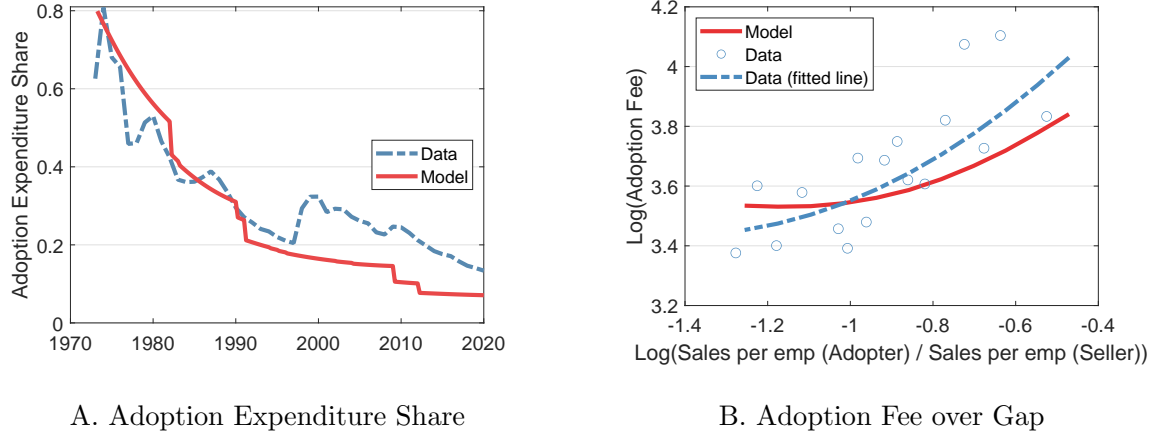 Adoption Expenditure Share
0.8
0.6
0.4
0.2
0
Data
Model
1970 1980 1990 2000 2010 2020
A. Adoption Expenditure Share
Log(Adoption Fee)
4.2
4
3.8
3.6
3.4
3.2
Model
Data
Data (fitted line)
-1.4 -1.2 -1 -0.8 -0.6 -0.4
Log(Sales per emp (Adopter) / Sales per emp (Seller))
B. Adoption Fee over Gap